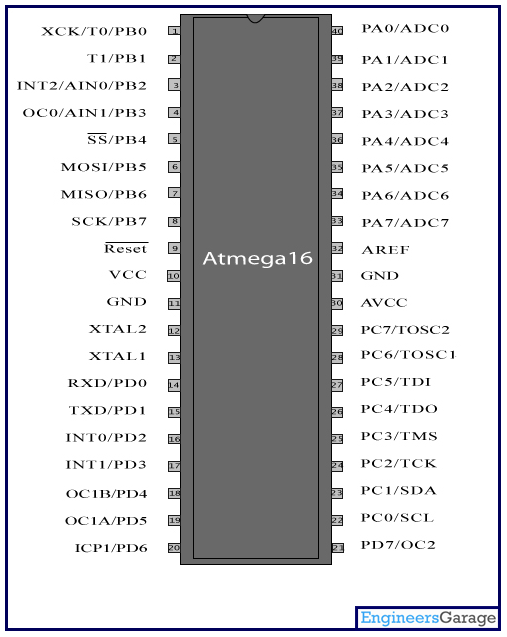 XCK/T0/PB0 1 40 PA0/ADC0
T1/PB1 2 39 PA1/ADC1
INT2/AIN0/PB2 3 38 PA2/ADC2
OC0/AIN1/PB3 4 37 PA3/ADC3
SS/PB4 5 36 PA4/ADC4
MOSI/PB5 6 35 PA5/ADC5
MISO/PB6 7 34 PA6/ADC6
SCK/PB7 8 33 PA7/ADC7
Reset 9 32 AREF
Atmega16
VCC 10 31 GND
GND 11 30 AVCC
XTAL2 12 29 PC7/TOSC2
XTAL1 13 28 PC6/TOSC1
RXD/PD0 14 27 PC5/TDI
TXD/PD1 15 26 PC4/TDO
INT0/PD2 16 25 PC3/TMS
INT1/PD3 17 24 PC2/TCK
OC1B/PD4 18 23 PC1/SDA
OC1A/PD5 19 22 PC0/SCL
ICP1/PD6 20 21 PD7/OC2
EngineersGarage